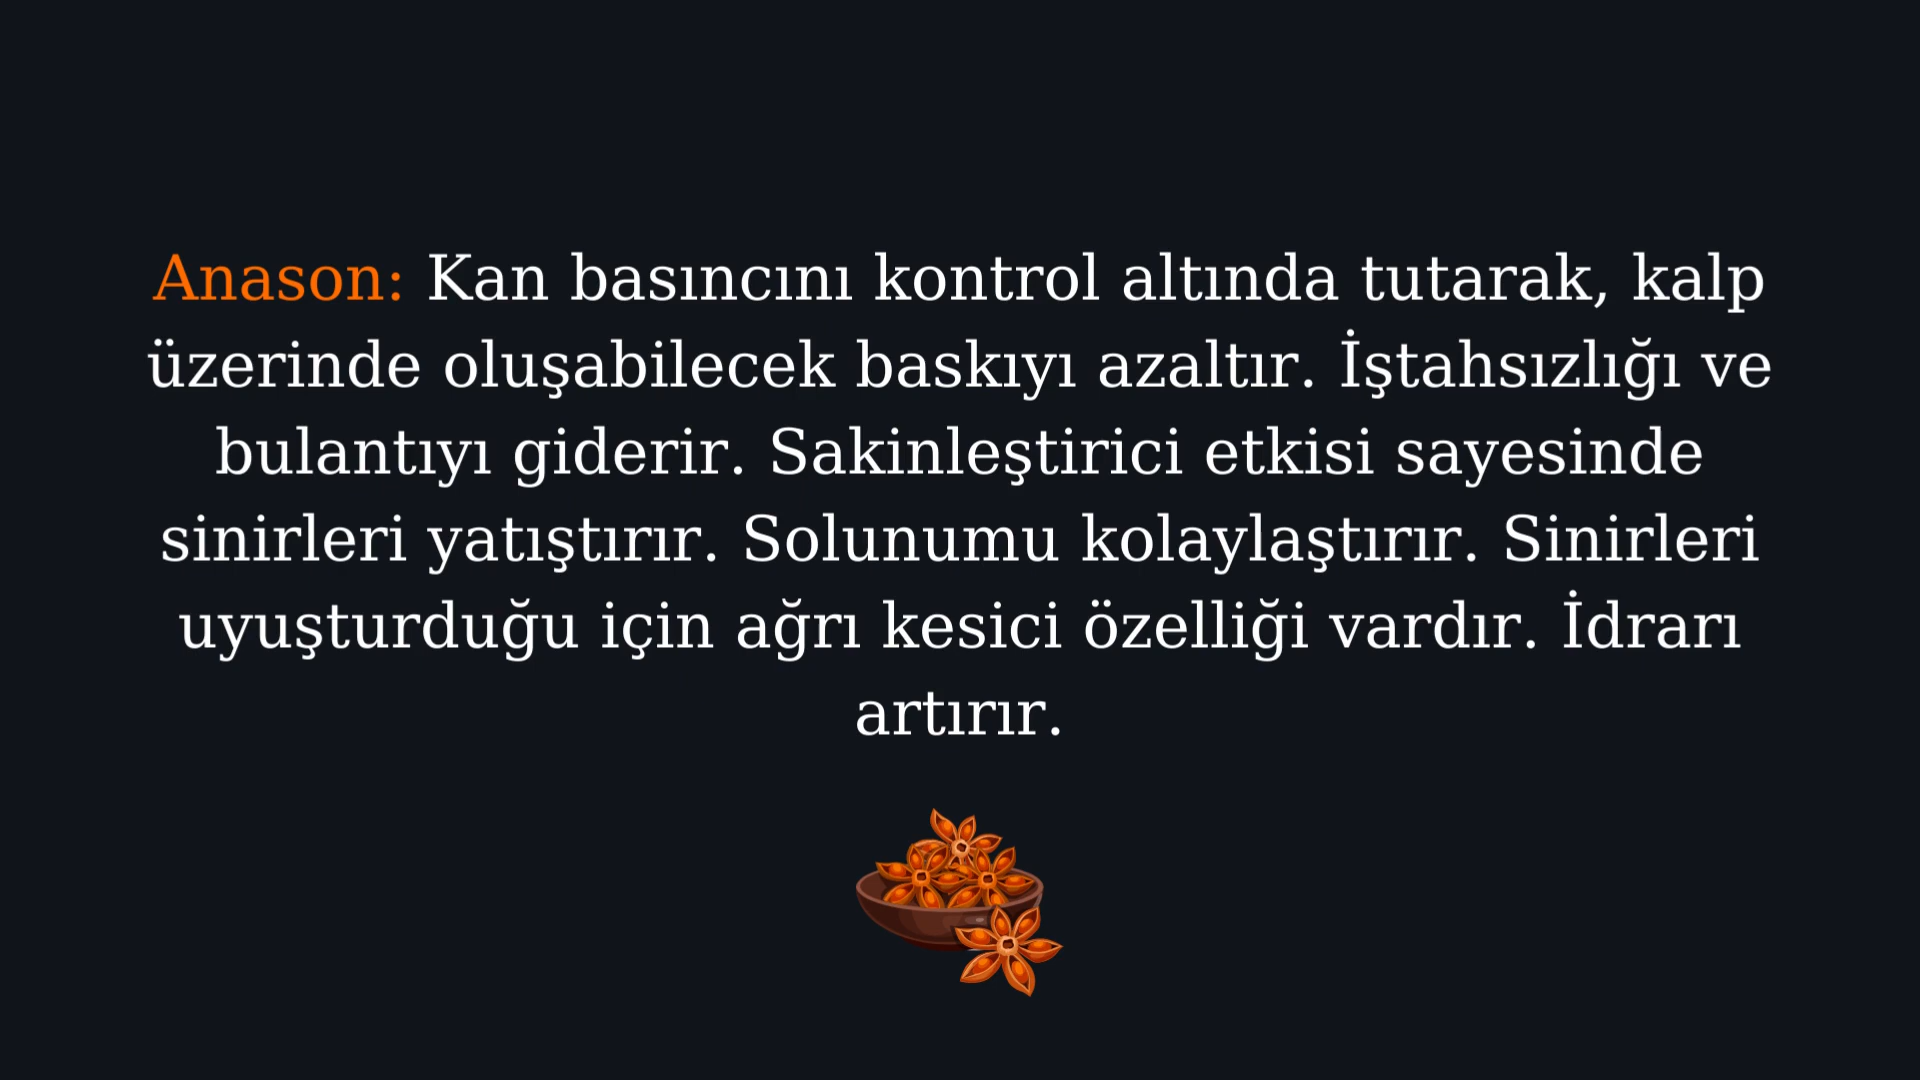 Anason: Kan basıncını kontrol altında tutarak, kalp
üzerinde oluşabilecek baskıyı azaltır. İştahsızlığı ve
bulantıyı giderir. Sakinleştirici etkisi sayesinde
sinirleri yatıştırır. Solunumu kolaylaştırır. Sinirleri
uyuşturduğu için ağrı kesici özelliği vardır. İdrarı
artırır.